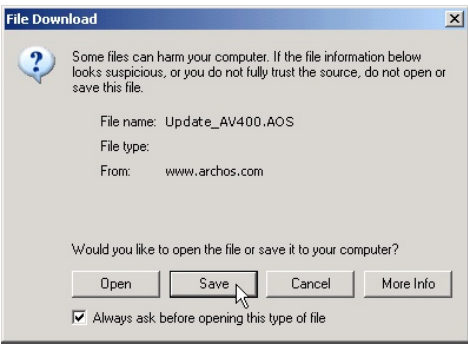 File Download
Some files can harm your computer. If the file information below
looks suspicious, or you do not fully trust the source, do not open or
save this file.
File name: Update_AV400.AOS
File type:
From: www.archos.com
Would you like to open the file or save it to your computer?
Open Save Cancel More Info
Always ask before opening this type of file